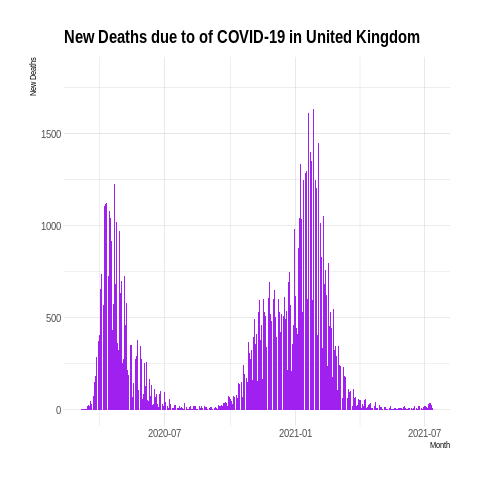 New Deaths due to of COVID-19 in United Kingdom
New Deaths
1500
1000
500
0
2020-07
2021-01
2021-07
Month